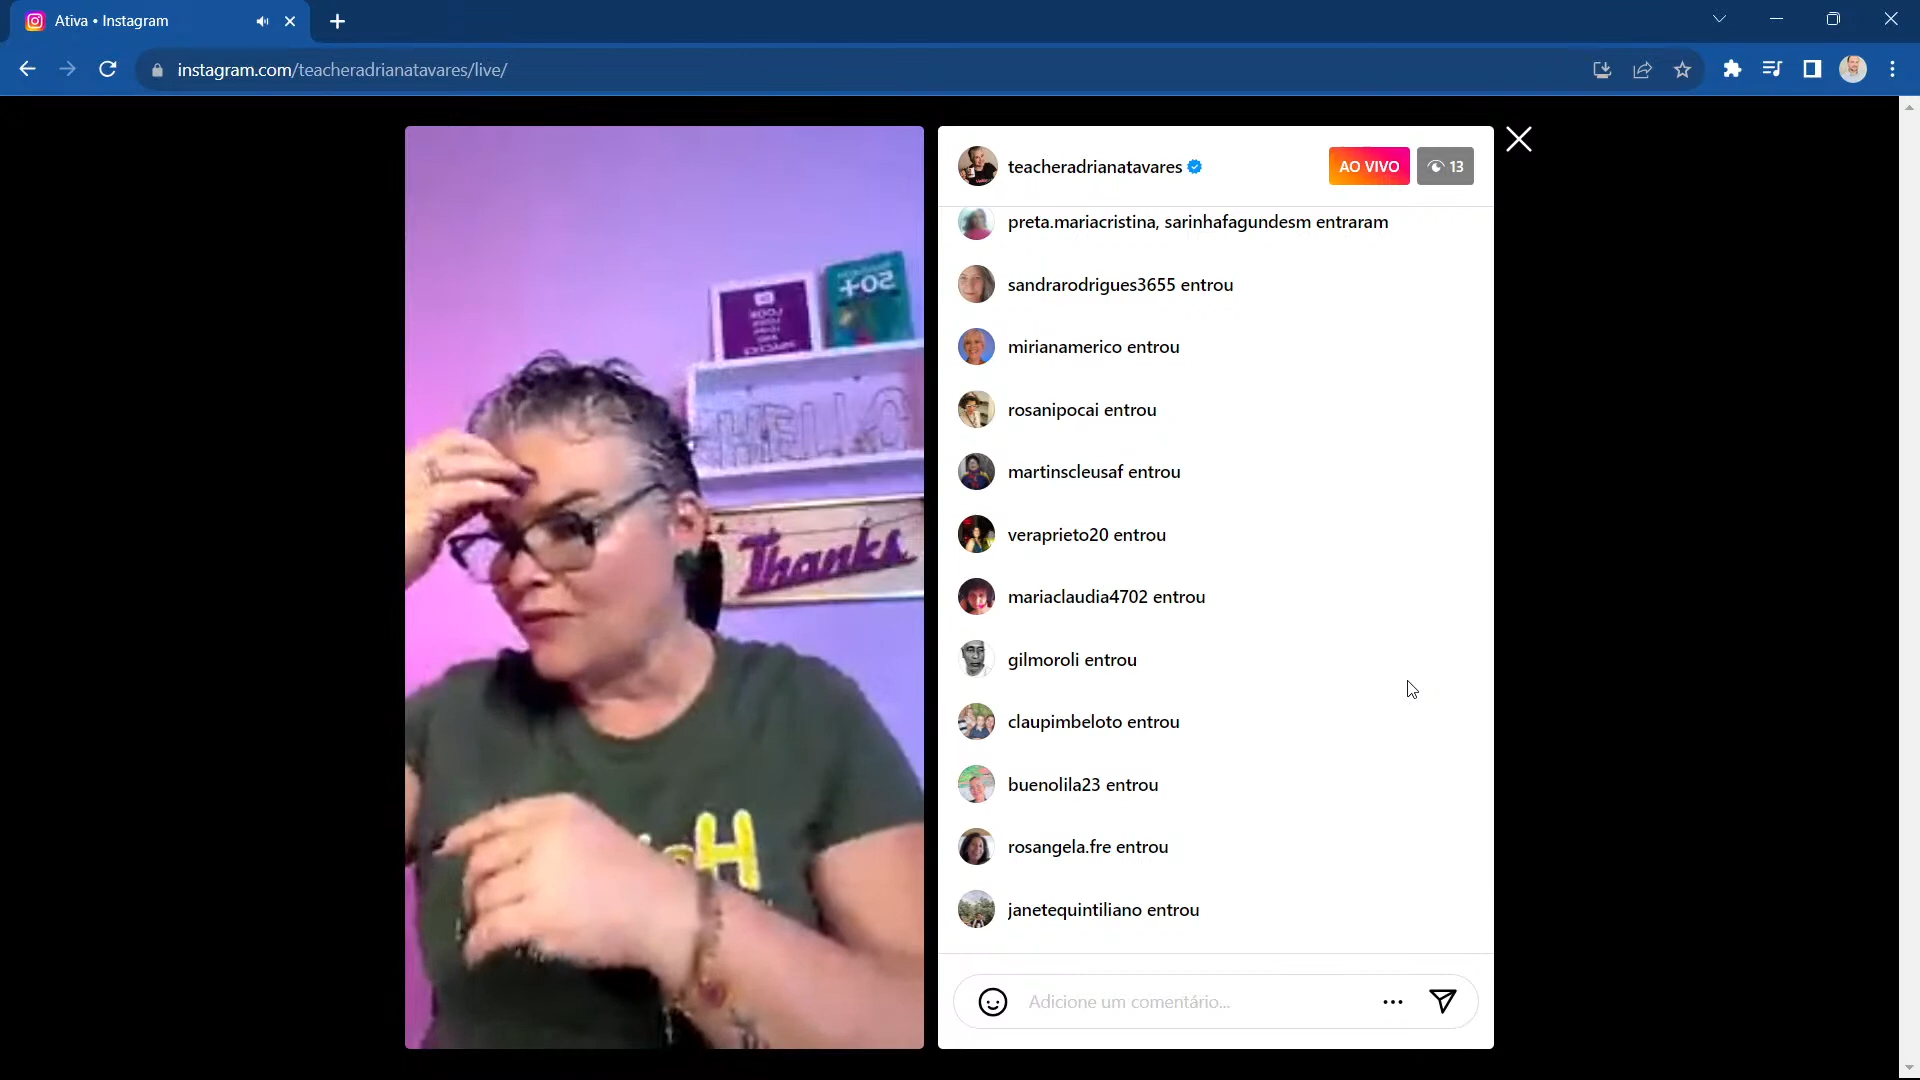 Ativa • Instagram
instagram.com/teacheradrianatavares/live/
teacheradrianatavares
AO VIVO
13
preta.mariacristina, sarinhafagundesm entraram
sandrarodrigues3655 entrou
mirianamerico entrou
rosanipocai entrou
martinscleusaf entrou
veraprieto20 entrou
mariaclaudia4702 entrou
gilmoroli entrou
claupimbeloto entrou
buenolila23 entrou
rosangela.fre entrou
janetequintiliano entrou
Adicione um comentário...
50+
HELLO
Thanks
H